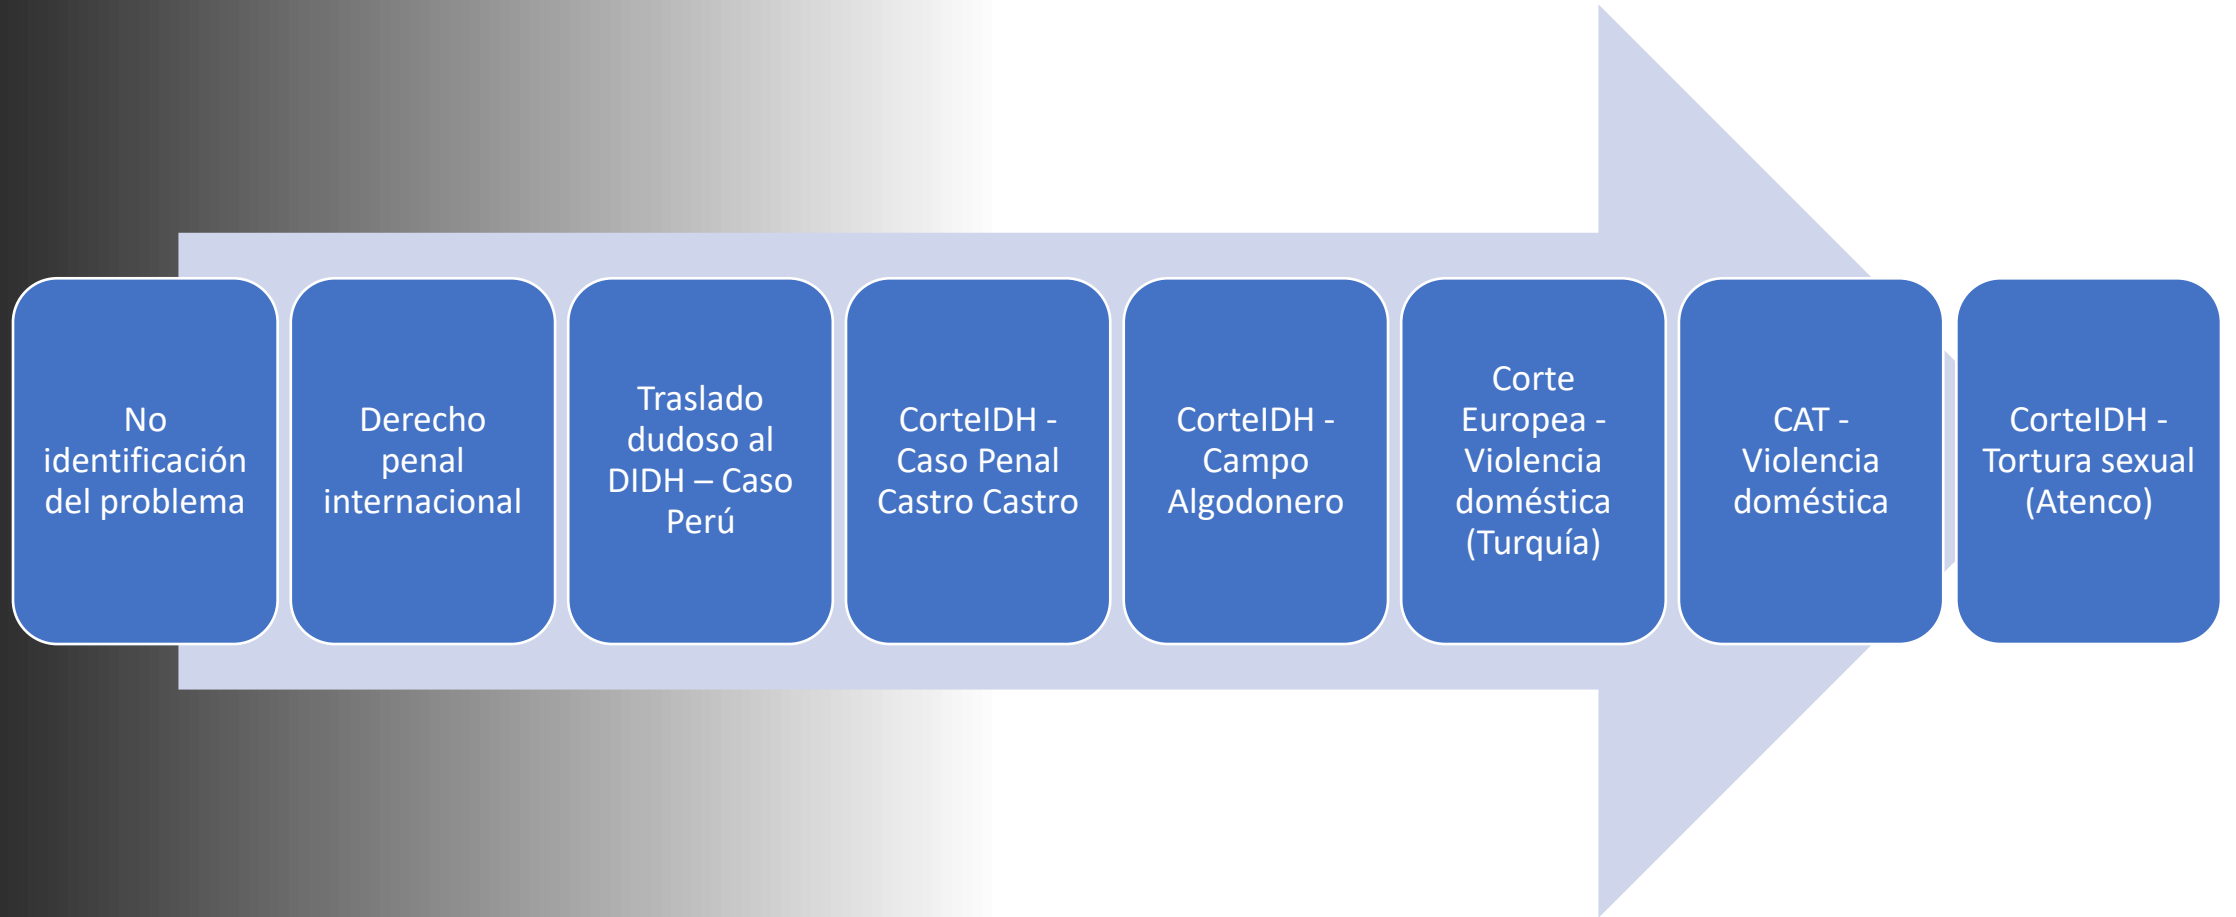 No
identificación
del problema
Derecho
penal
internacional
Traslado
dudoso al
DIDH – Caso
Perú
CorteIDH -
Caso Penal
Castro Castro
CorteIDH -
Campo
Algodonero
Corte
Europea -
Violencia
doméstica
(Turquía)
CAT -
Violencia
doméstica
CorteIDH -
Tortura sexual
(Atenco)